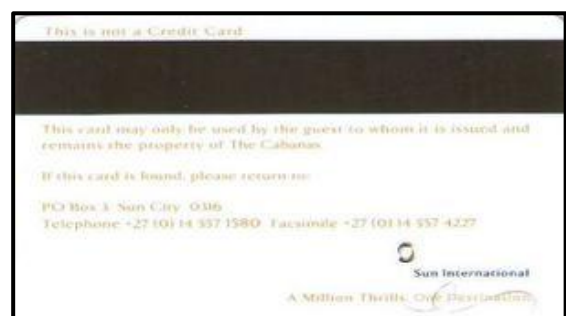 This is not a Credit Card
This card may only be used by the guest to whom it is issued and
remains the property of The Cabanas.
If this card is found, please return to:
PO Box 3 Sun City 0316
Telephone +27 (0) 14 557 1580 Facsimile +27 (0) 14 557 4227
Sun International
A Million Thrills. One Destination.